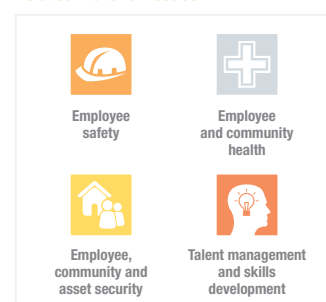 Employee
safety
Employee
and community
health
Employee,
community and
asset security
Talent management
and skills
development